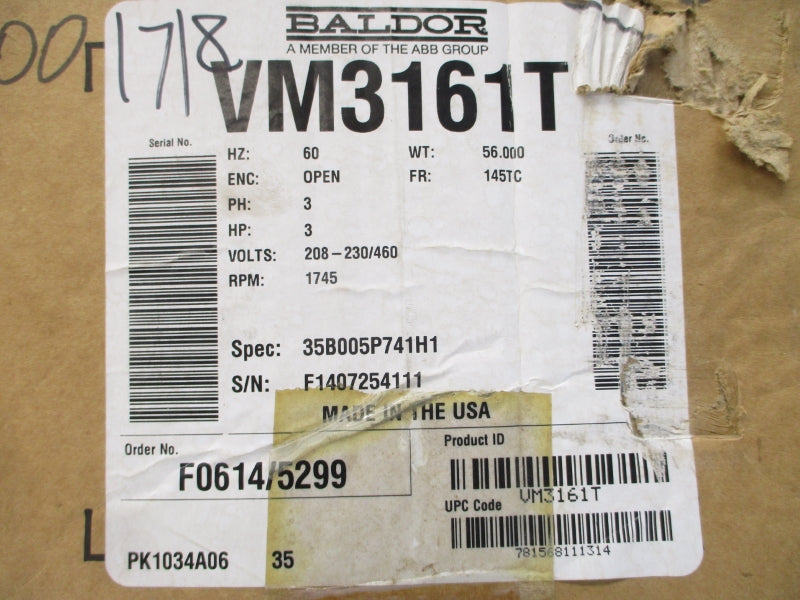 001718
BALDOR
A MEMBER OF THE ABB GROUP
VM3161T
Serial No.
Order No.
HZ: 60 WT: 56.000
ENC: OPEN FR: 145TC
PH: 3
HP: 3
VOLTS: 208-230/460
RPM: 1745
Spec: 35B005P741H1
S/N: F1407254111
MADE IN THE USA
Order No.
F0614/5299
Product ID
VM3161T
UPC Code
781568111314
PK1034A06 35